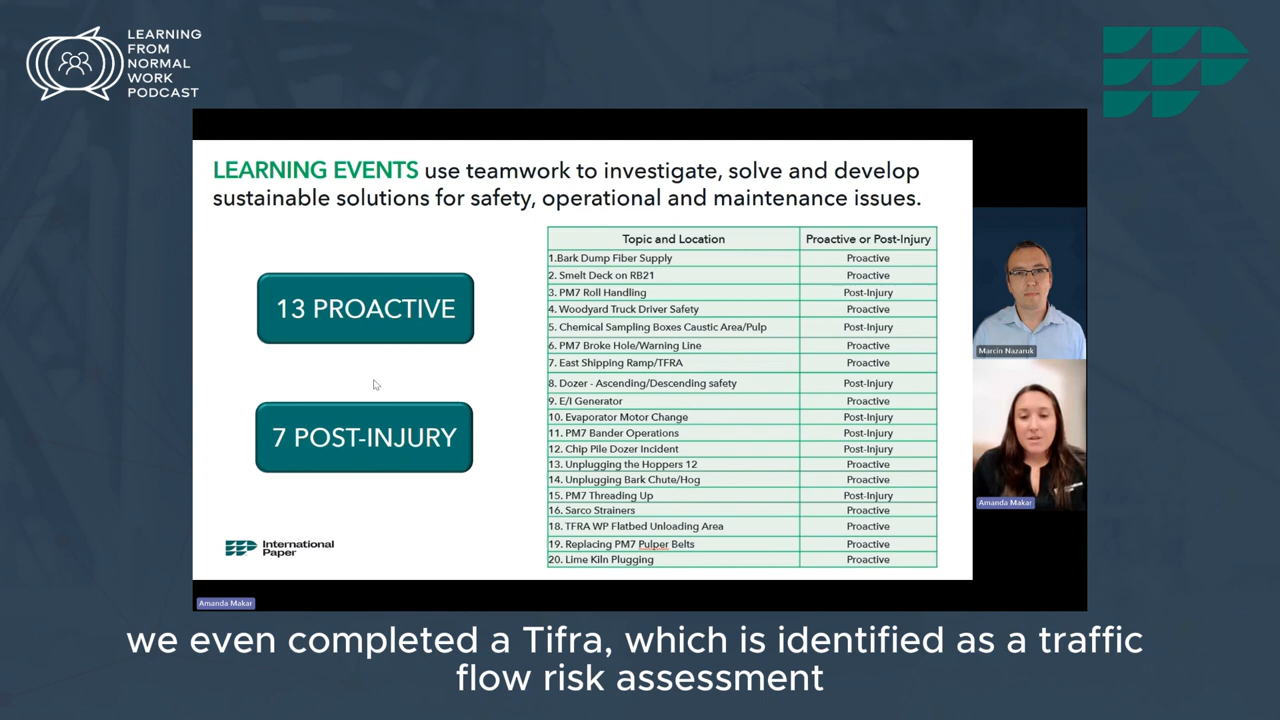 LEARNING
FROM
NORMAL
WORK
PODCAST
LEARNING EVENTS use teamwork to investigate, solve and develop
sustainable solutions for safety, operational and maintenance issues.
13 PROACTIVE
7 POST-INJURY
Topic and Location Proactive or Post-Injury
1.Bark Dump Fiber Supply Proactive
2. Smelt Deck on RB21 Proactive
3. PM7 Roll Handling Post-Injury
4. Woodyard Truck Driver Safety Proactive
5. Chemical Sampling Boxes Caustic Area/Pulp Post-Injury
6. PM7 Broke Hole/Warning Line Proactive
7. East Shipping Ramp/TFRA Proactive
8. Dozer - Ascending/Descending safety Post-Injury
9. E/I Generator Proactive
10. Evaporator Motor Change Post-Injury
11. PM7 Bander Operations Post-Injury
12. Chip Pile Dozer Incident Post-Injury
13. Unplugging the Hoppers 12 Proactive
14. Unplugging Bark Chute/Hog Proactive
15. PM7 Threading Up Post-Injury
16. Sarco Strainers Proactive
18. TFRA WP Flatbed Unloading Area Proactive
19. Replacing PM7 Pulper Belts Proactive
20. Lime Kiln Plugging Proactive
International
Paper
Marcin Nazaruk
Amanda Makar
Amanda Makar
we even completed a Tifra, which is identified as a traffic
flow risk assessment